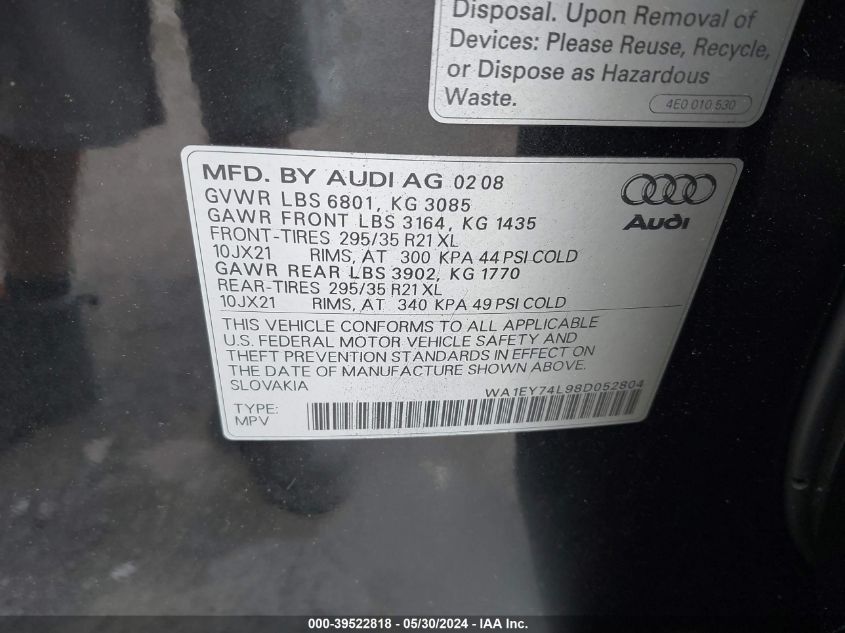 Disposal. Upon Removal of
Devices: Please Reuse, Recycle,
or Dispose as Hazardous
Waste.
4E0 010 530
MFD. BY AUDI AG 02 08
GVWR LBS 6801, KG 3085
GAWR FRONT LBS 3164, KG 1435
FRONT-TIRES 295/35 R21 XL
10JX21 RIMS, AT 300 KPA 44 PSI COLD
GAWR REAR LBS 3902, KG 1770
REAR-TIRES 295/35 R21 XL
10JX21 RIMS, AT 340 KPA 49 PSI COLD
Audi
THIS VEHICLE CONFORMS TO ALL APPLICABLE
U.S. FEDERAL MOTOR VEHICLE SAFETY AND
THEFT PREVENTION STANDARDS IN EFFECT ON
THE DATE OF MANUFACTURE SHOWN ABOVE.
SLOVAKIA
WA1EY74L98D052804
TYPE:
MPV
000-39522818 - 05/30/2024 - IAA Inc.